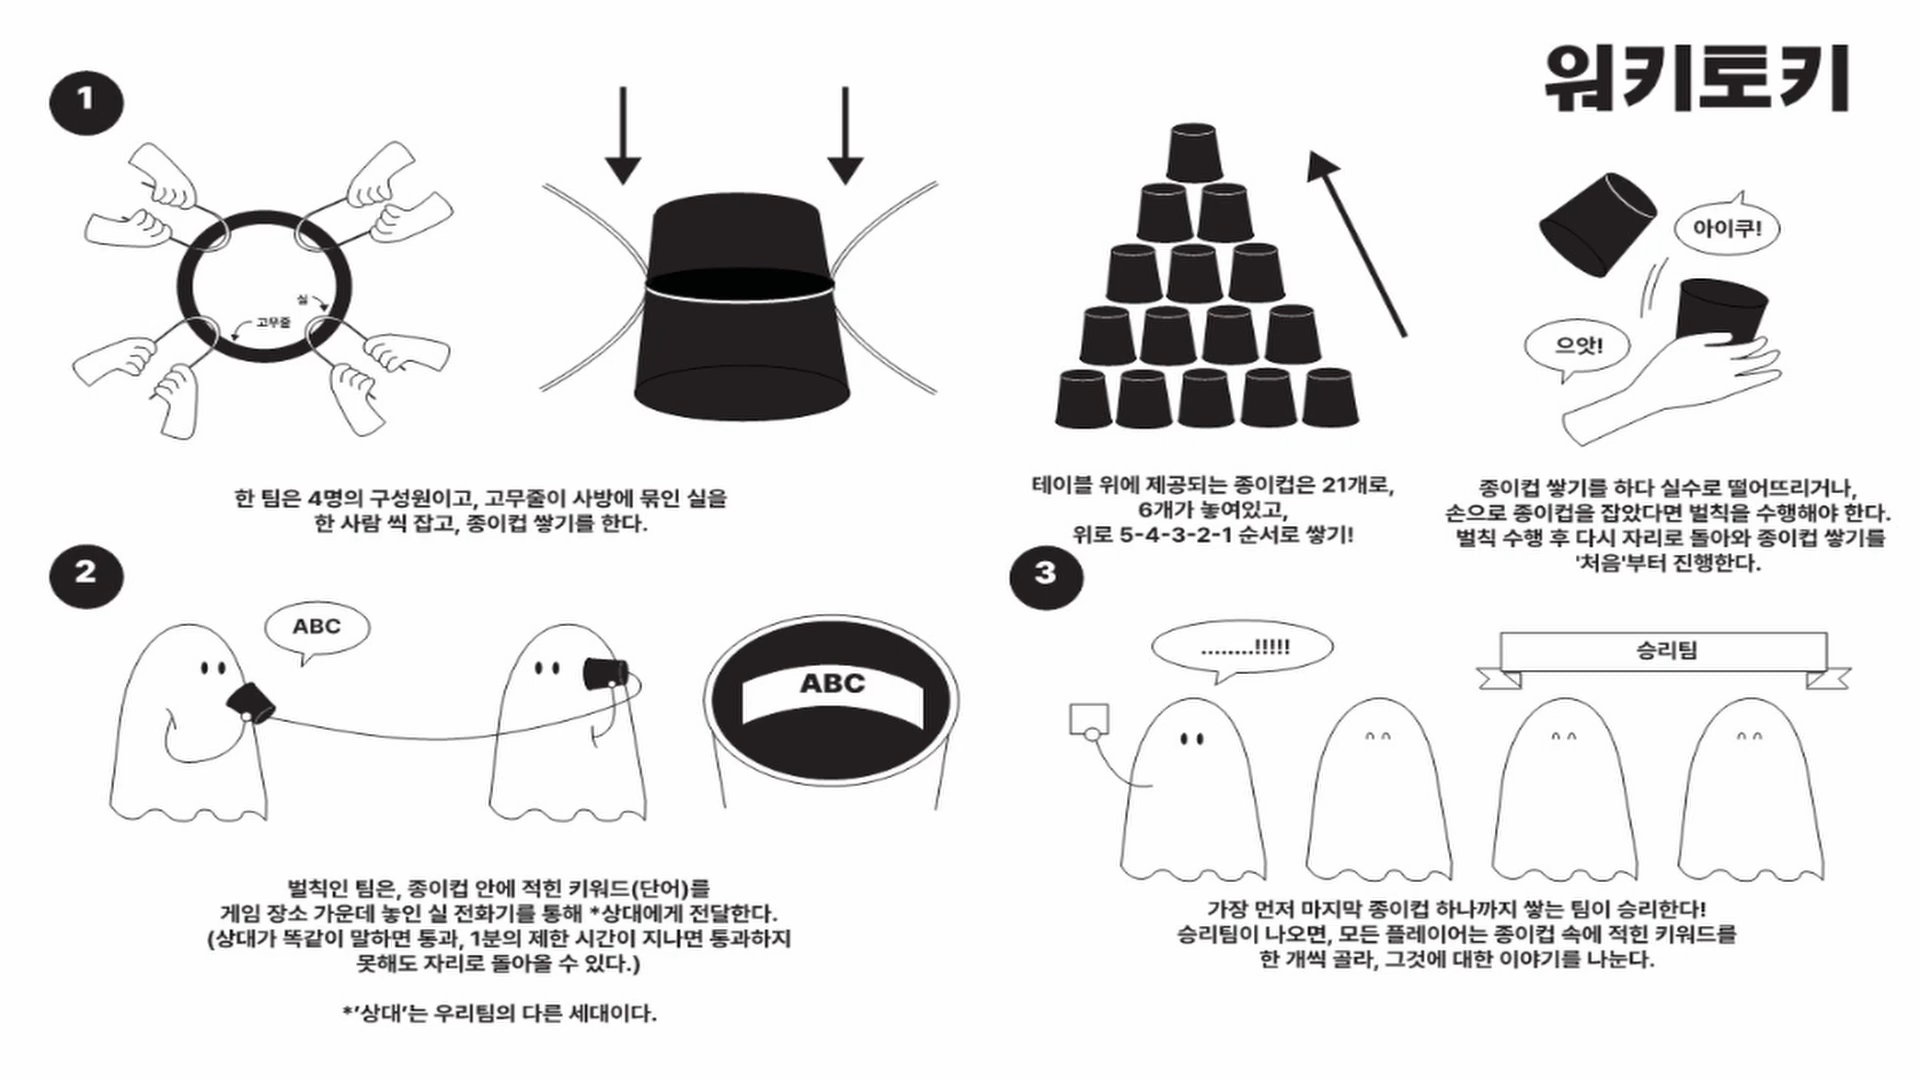 워키토키
1
실
고무줄
한 팀은 4명의 구성원이고, 고무줄이 사방에 묶인 실을
한 사람 씩 잡고, 종이컵 쌓기를 한다.
테이블 위에 제공되는 종이컵은 21개로,
6개가 놓여있고,
위로 5-4-3-2-1 순서로 쌓기!
아이쿠!
으앗!
종이컵 쌓기를 하다 실수로 떨어뜨리거나,
손으로 종이컵을 잡았다면 벌칙을 수행해야 한다.
벌칙 수행 후 다시 자리로 돌아와 종이컵 쌓기를
'처음'부터 진행한다.
2
ABC
ABC
벌칙인 팀은, 종이컵 안에 적힌 키워드(단어)를
게임 장소 가운데 놓인 실 전화기를 통해 *상대에게 전달한다.
(상대가 똑같이 말하면 통과, 1분의 제한 시간이 지나면 통과하지
못해도 자리로 돌아올 수 있다.)
*'상대'는 우리팀의 다른 세대이다.
3
........!!!!!
승리팀
가장 먼저 마지막 종이컵 하나까지 쌓는 팀이 승리한다!
승리팀이 나오면, 모든 플레이어는 종이컵 속에 적힌 키워드를
한 개씩 골라, 그것에 대한 이야기를 나눈다.